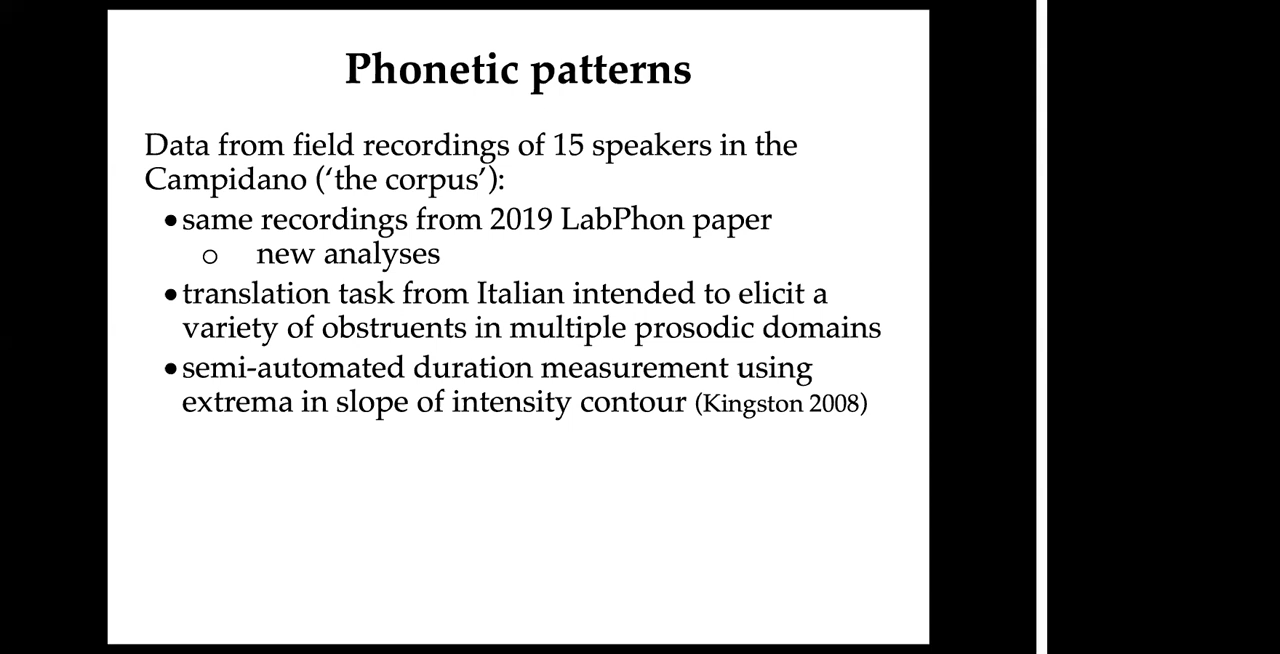 Phonetic patterns
Data from field recordings of 15 speakers in the
Campidano (‘the corpus’):
• same recordings from 2019 LabPhon paper
o new analyses
• translation task from Italian intended to elicit a
variety of obstruents in multiple prosodic domains
• semi-automated duration measurement using
extrema in slope of intensity contour (Kingston 2008)